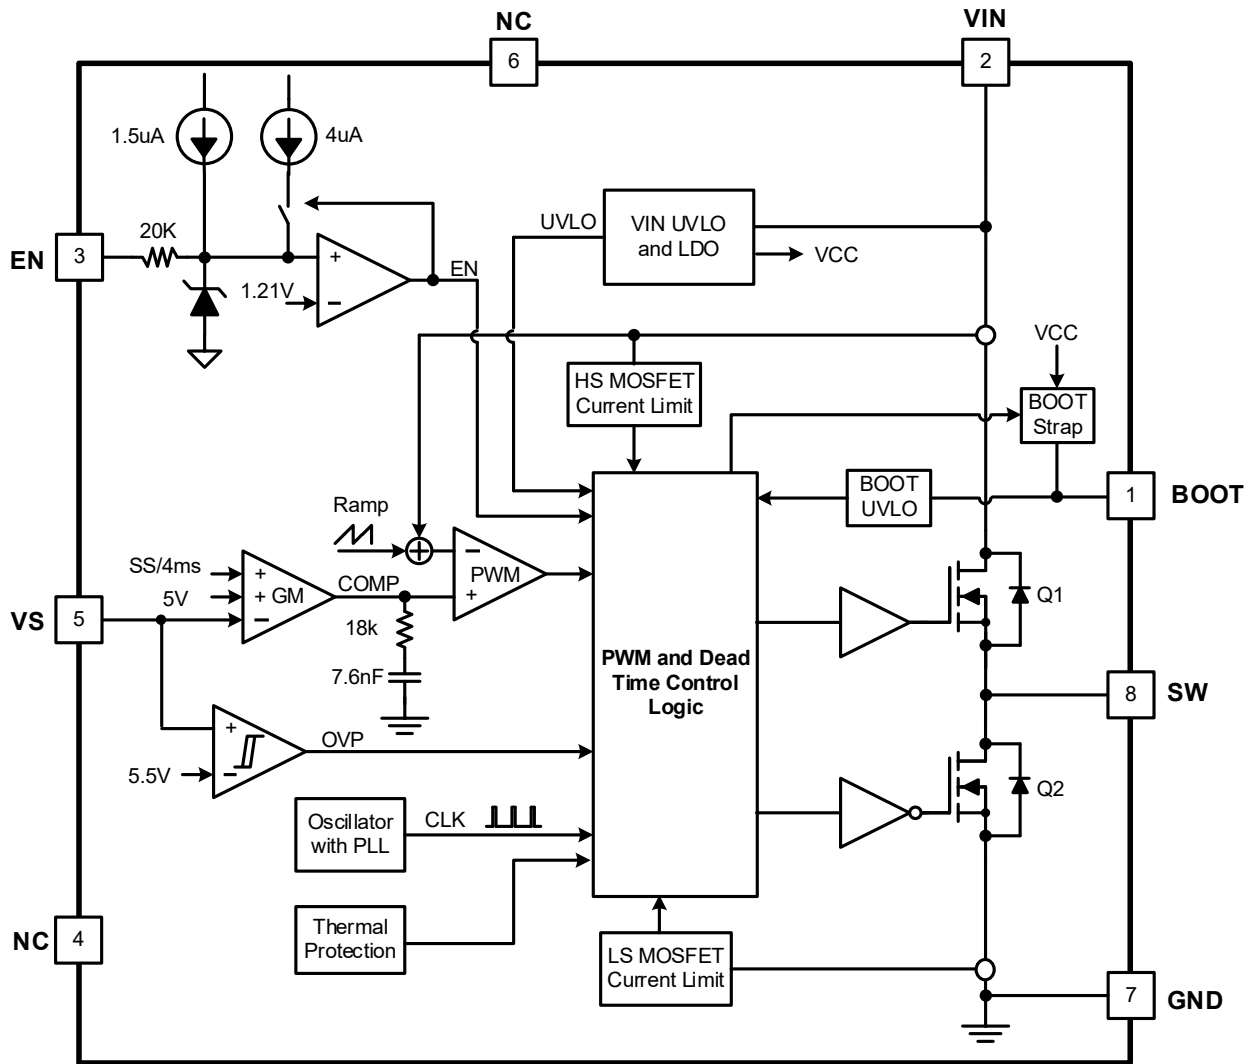 NC
VIN
6
2
1.5uA
4uA
20K
UVLO
VIN UVLO
and LDO
VCC
EN
3
+
EN
1.21V
−
VCC
HS MOSFET
Current Limit
BOOT
Strap
BOOT
UVLO
1
BOOT
Ramp
+
−
PWM
+
SS/4ms
5V
+
+
−
GM
COMP
VS
5
18k
7.6nF
Q1
PWM and Dead
Time Control
Logic
8
SW
+
−
5.5V
OVP
Q2
Oscillator
with PLL
CLK
Thermal
Protection
NC
4
LS MOSFET
Current Limit
7
GND